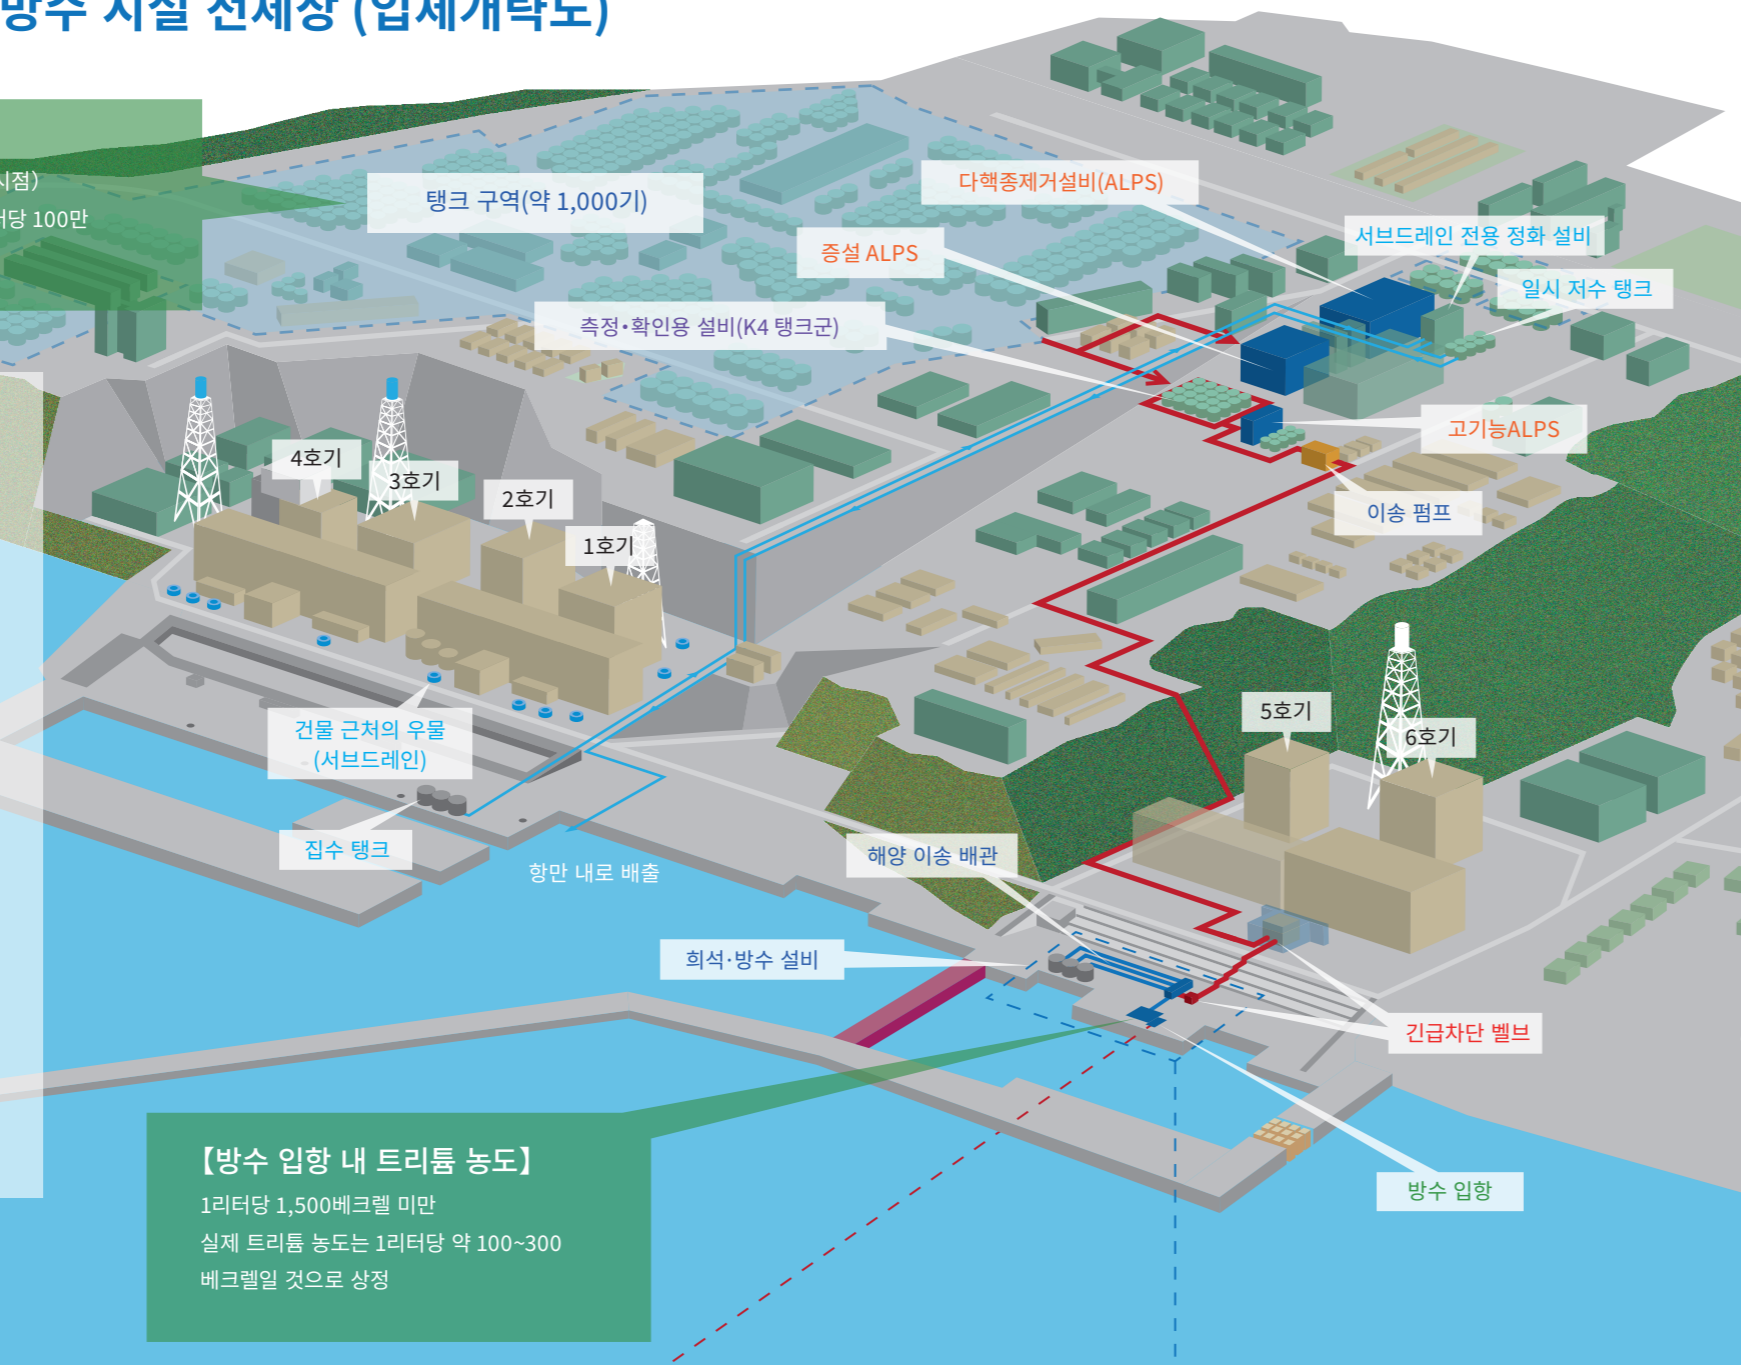 방수 시설 전체상 (입체개략도)
시점)
터당 100만
탱크 구역(약 1,000기)
다핵종제거설비(ALPS)
증설 ALPS
서브드레인 전용 정화 설비
일시 저수 탱크
측정·확인용 설비(K4 탱크군)
고기능ALPS
이송 펌프
4호기
3호기
2호기
1호기
5호기
6호기
건물 근처의 우물
(서브드레인)
집수 탱크
항만 내로 배출
해양 이송 배관
희석·방수 설비
긴급차단 벨브
방수 입항
【방수 입항 내 트리튬 농도】
1리터당 1,500베크렐 미만
실제 트리튬 농도는 1리터당 약 100~300
베크렐일 것으로 상정